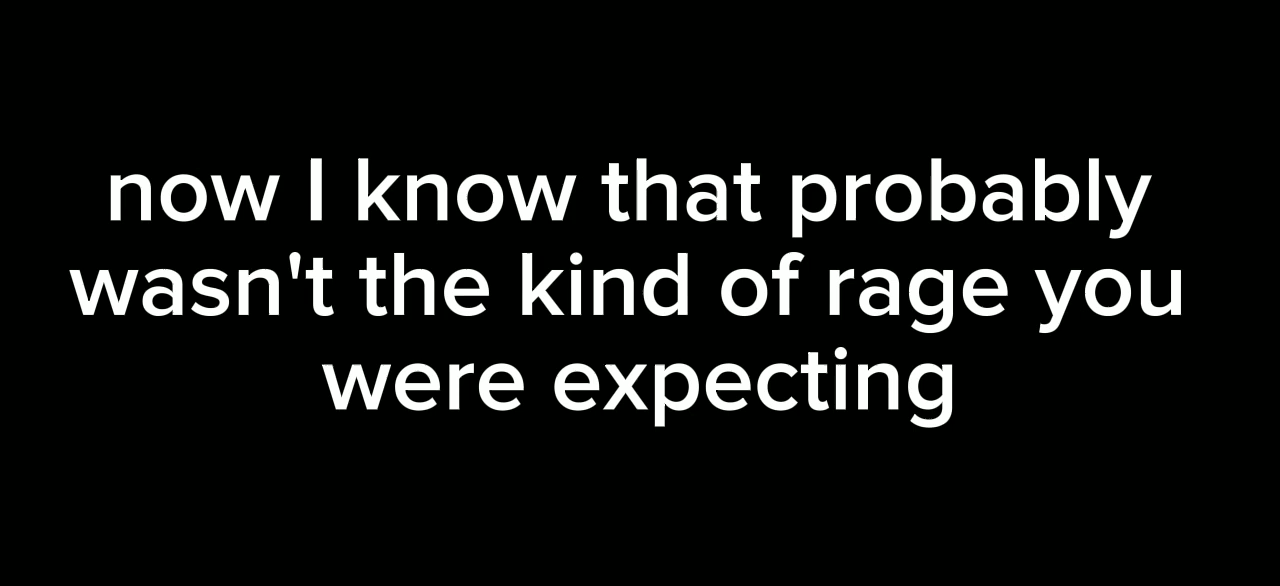 now I know that probably
wasn't the kind of rage you
were expecting